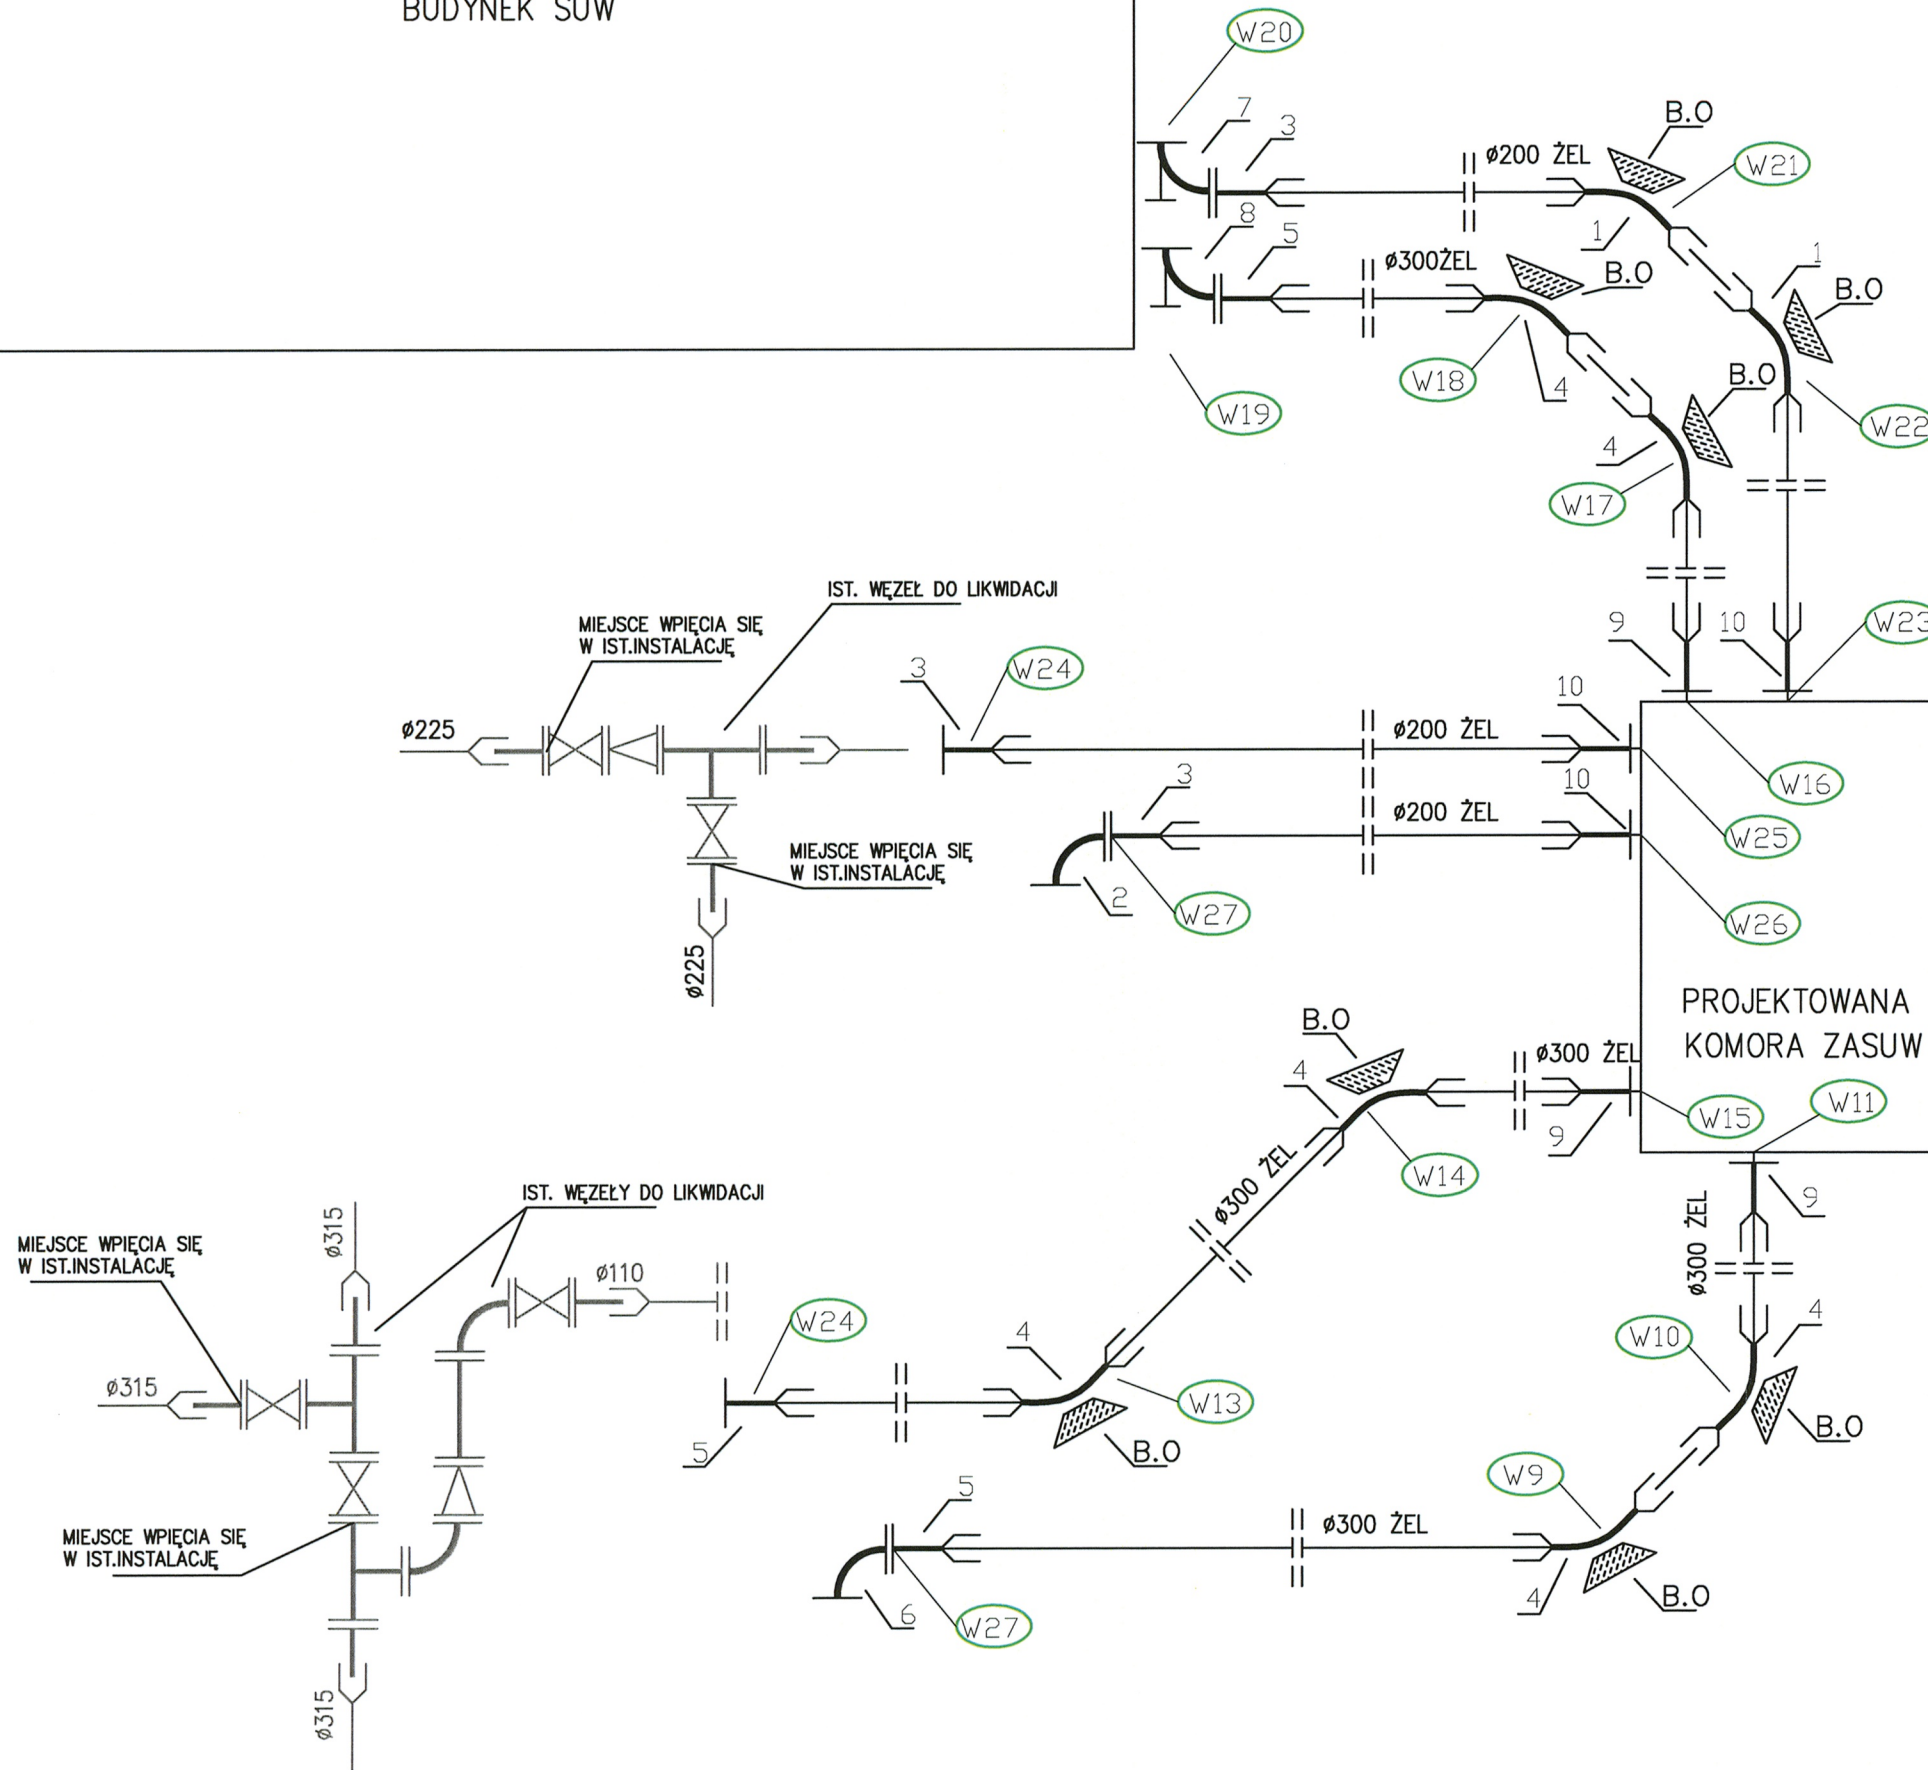 BUDYNEK SUW
W20
7
3
B.O
ø200 ŻEL
W21
8
5
1
1
ø300ŻEL
B.O
B.O
W18
4
B.O
W19
W22
4
W17
IST. WĘZEŁ DO LIKWIDACJI
MIEJSCE WPIĘCIA SIĘ
W IST.INSTALACJĘ
9
10
W23
3
W24
10
ø225
ø200 ŻEL
W16
3
10
ø200 ŻEL
W25
MIEJSCE WPIĘCIA SIĘ
W IST.INSTALACJĘ
2
W27
W26
ø225
PROJEKTOWANA
KOMORA ZASUW
B.O
4
ø300 ŻEL
W11
W15
9
W14
ø300 ŻEL
IST. WĘZEŁY DO LIKWIDACJI
9
ø300 ŻEL
MIEJSCE WPIĘCIA SIĘ
W IST.INSTALACJĘ
ø315
ø110
W24
4
W10
4
ø315
W13
B.O
5
B.O
W9
5
MIEJSCE WPIĘCIA SIĘ
W IST.INSTALACJĘ
ø300 ŻEL
6
W27
4
B.O
ø315